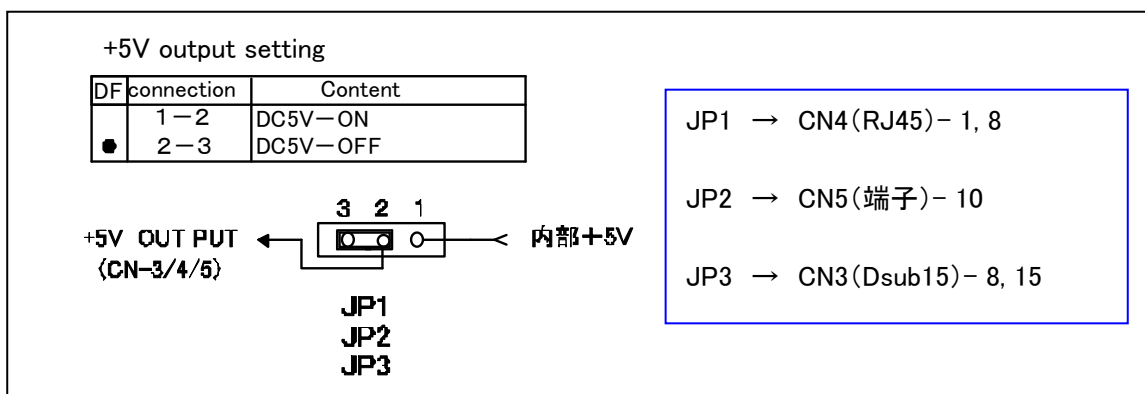 +5V output setting
DF connection Content
1-2 DC5V-ON
● 2-3 DC5V-OFF
3 2 1
+5V OUT PUT
(CN-3/4/5)
内部+5V
JP1
JP2
JP3
JP1 → CN4(RJ45)- 1, 8
JP2 → CN5(端子)- 10
JP3 → CN3(Dsub15)- 8, 15